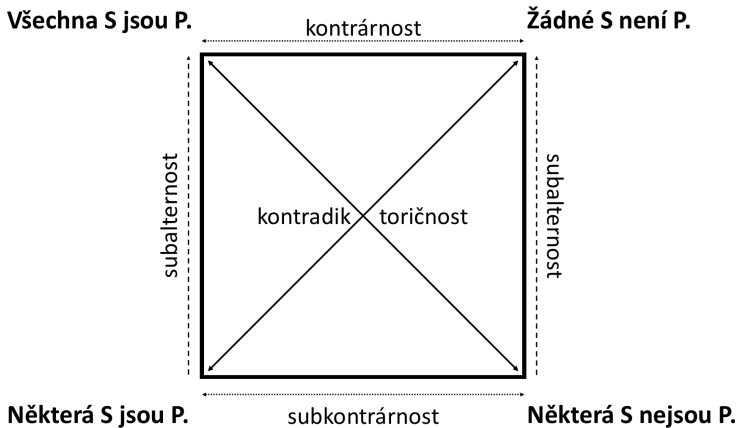 Všechna S jsou P.
kontrárnost
Žádné S není P.
subalternost
kontradik toričnost
subalternost
Některá S jsou P.
subkontrárnost
Některá S nejsou P.